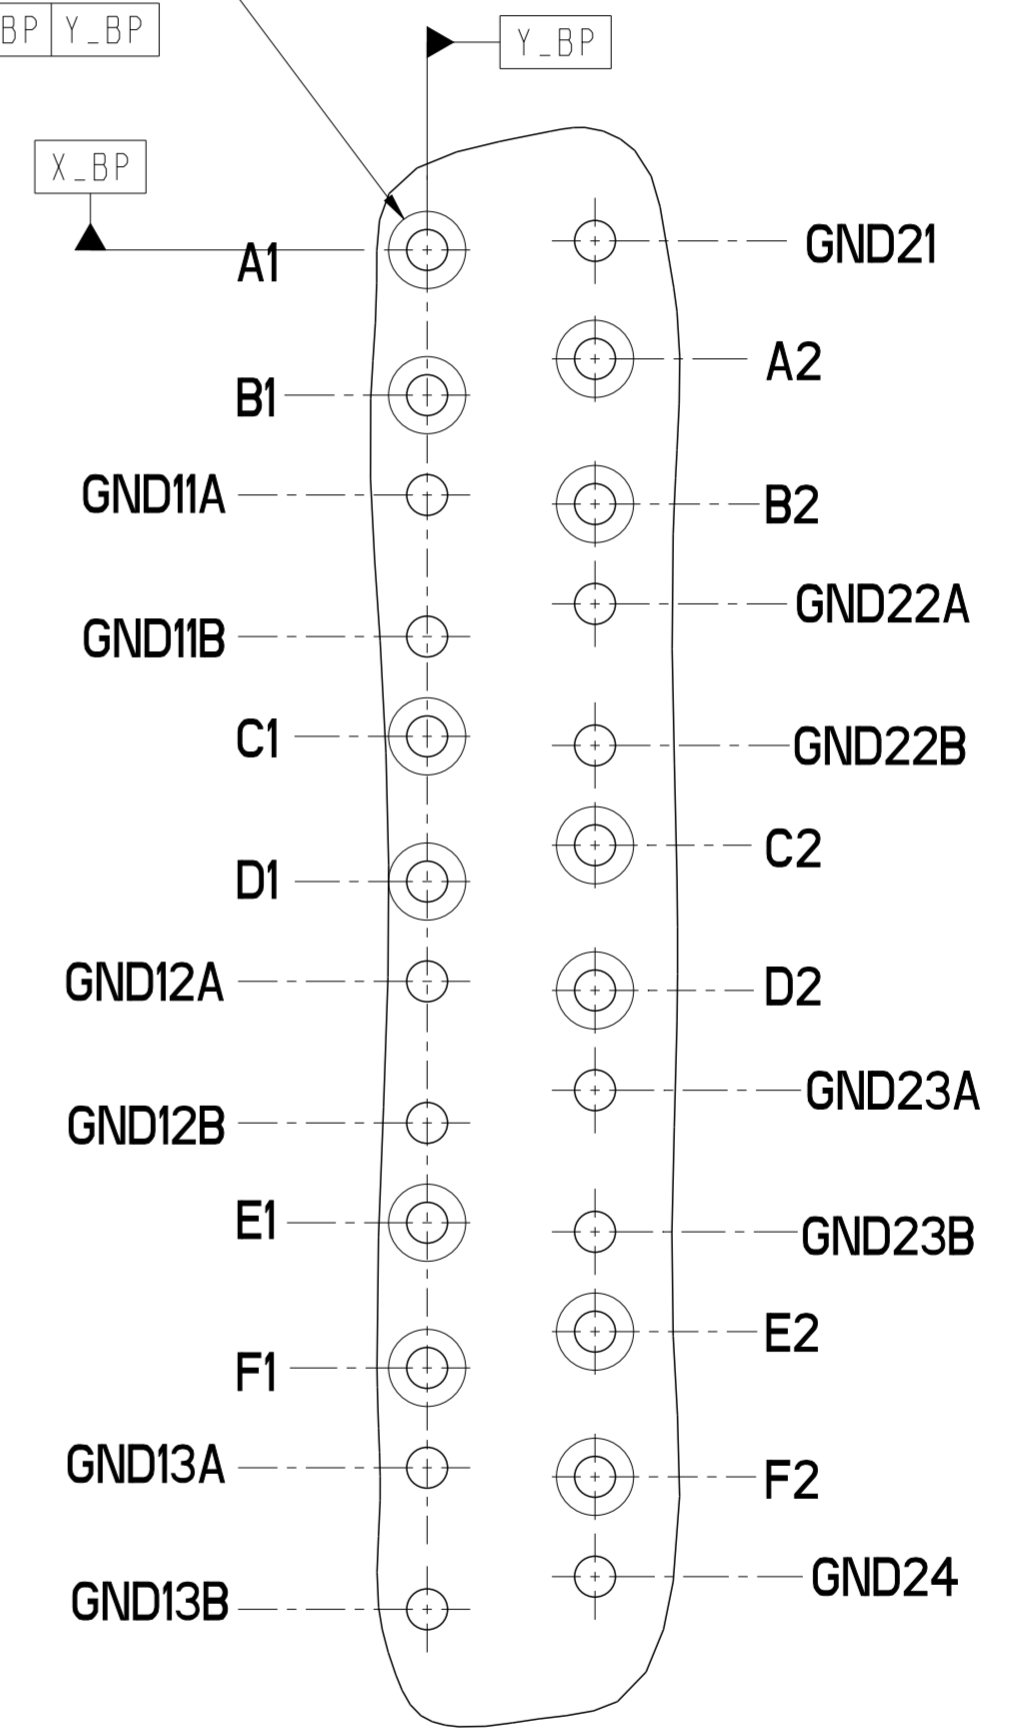 BP Y_BP
Y_BP
X_BP
A1
GND21
A2
B1
GND11A
B2
GND22A
GND11B
C1
GND22B
C2
D1
GND12A
D2
GND23A
GND12B
E1
GND23B
E2
F1
GND13A
F2
GND24
GND13B